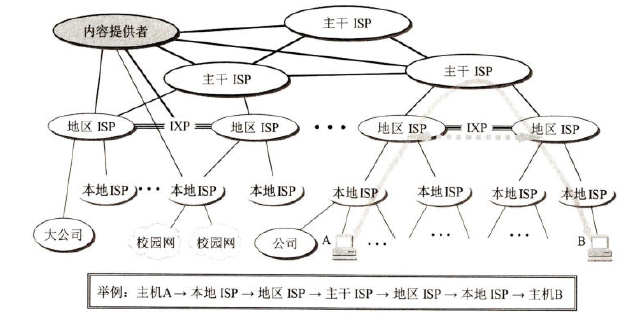 主干 ISP
内容提供者
主干 ISP
主干 ISP
地区 ISP
IXP
地区 ISP
• • •
地区 ISP
IXP
地区 ISP
本地ISP
•••
本地ISP
本地ISP
本地ISP
本地ISP
本地ISP
本地ISP
大公司
校园网
校园网
公司
A
•••
•••
•••
B
举例：主机A→本地 ISP→地区 ISP→主干 ISP→地区 ISP→本地 ISP→主机B